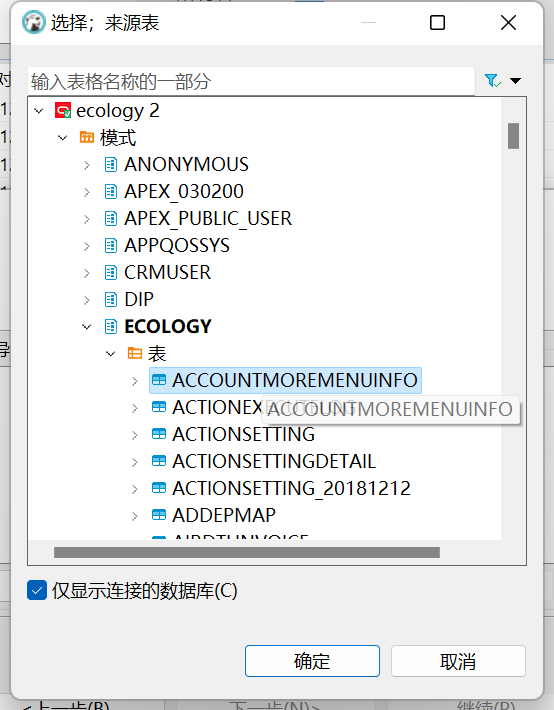 选择；来源表
输入表格名称的一部分
ecology 2
模式
ANONYMOUS
APEX_030200
APEX_PUBLIC_USER
APPQOSSYS
CRMUSER
DIP
ECOLOGY
表
ACCOUNTMOREMENUINFO
ACTIONEX
ACCOUNTMOREMENUINFO
ACTIONSETTING
ACTIONSETTINGDETAIL
ACTIONSETTING_20181212
ADDEPMAP
仅显示连接的数据库(C)
确定
取消
<上一步(B)
下一步(N)>
继续(P)